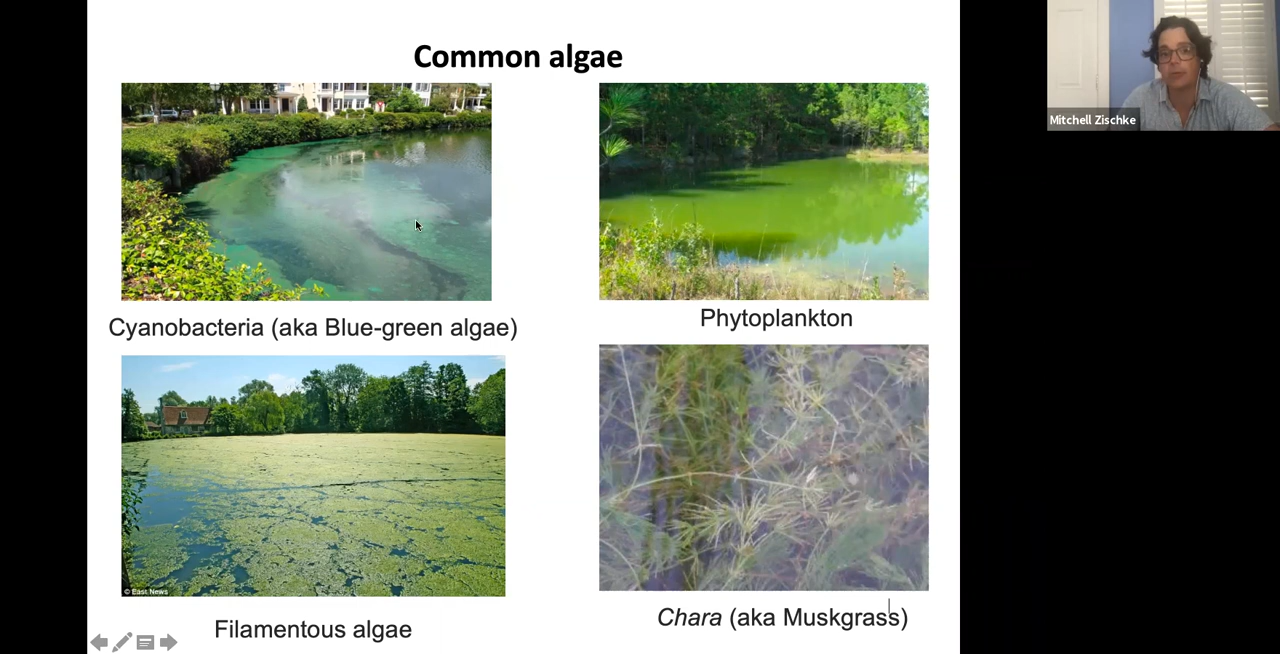 Common algae
Mitchell Zischke
Cyanobacteria (aka Blue-green algae)
Phytoplankton
© East News
Filamentous algae
Chara (aka Muskgrass)